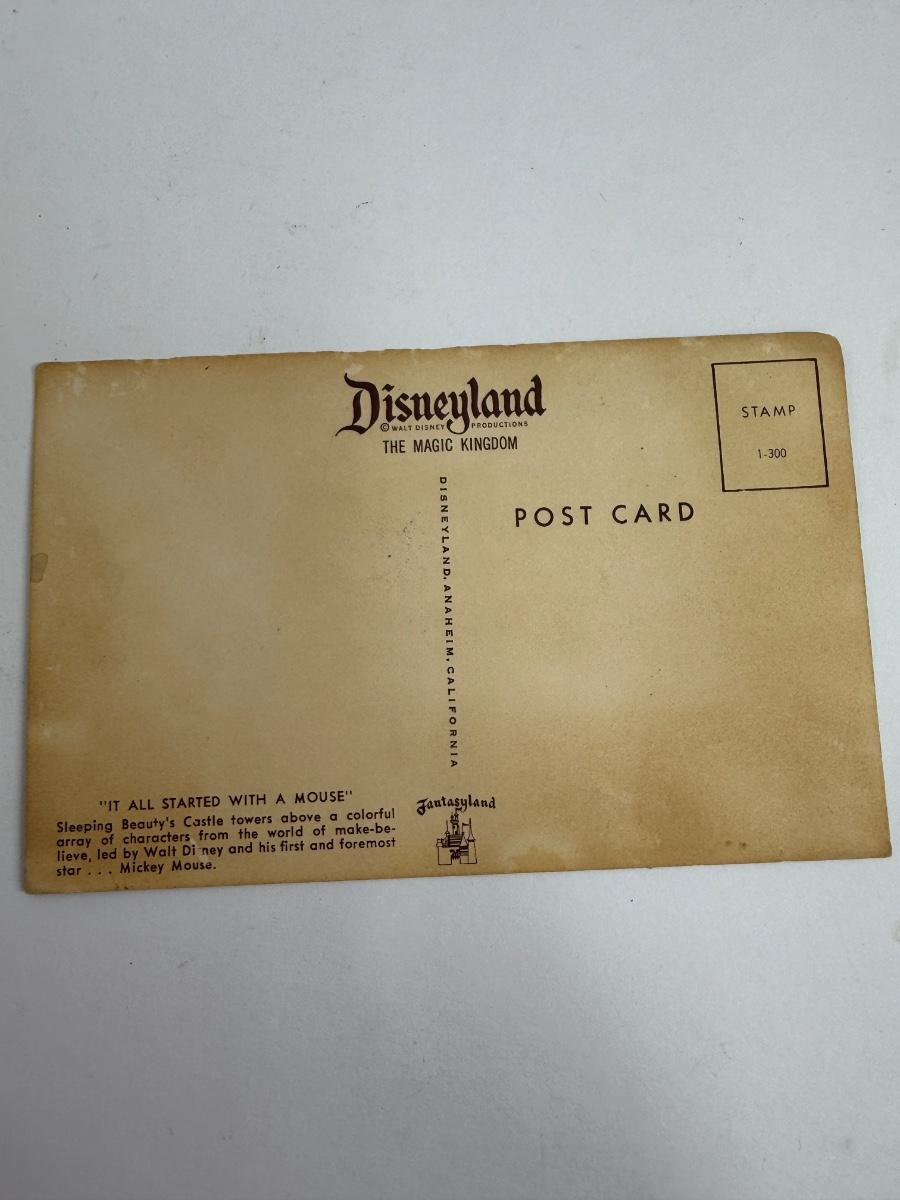 Disneyland
© WALT DISNEY PRODUCTIONS
THE MAGIC KINGDOM
STAMP
1-300
POST CARD
DISNEYLAND, ANAHEIM, CALIFORNIA
"IT ALL STARTED WITH A MOUSE"
Sleeping Beauty's Castle towers above a colorful
array of characters from the world of make-be-
lieve, led by Walt Di ney and his first and foremost
star . . . Mickey Mouse.
Fantasyland